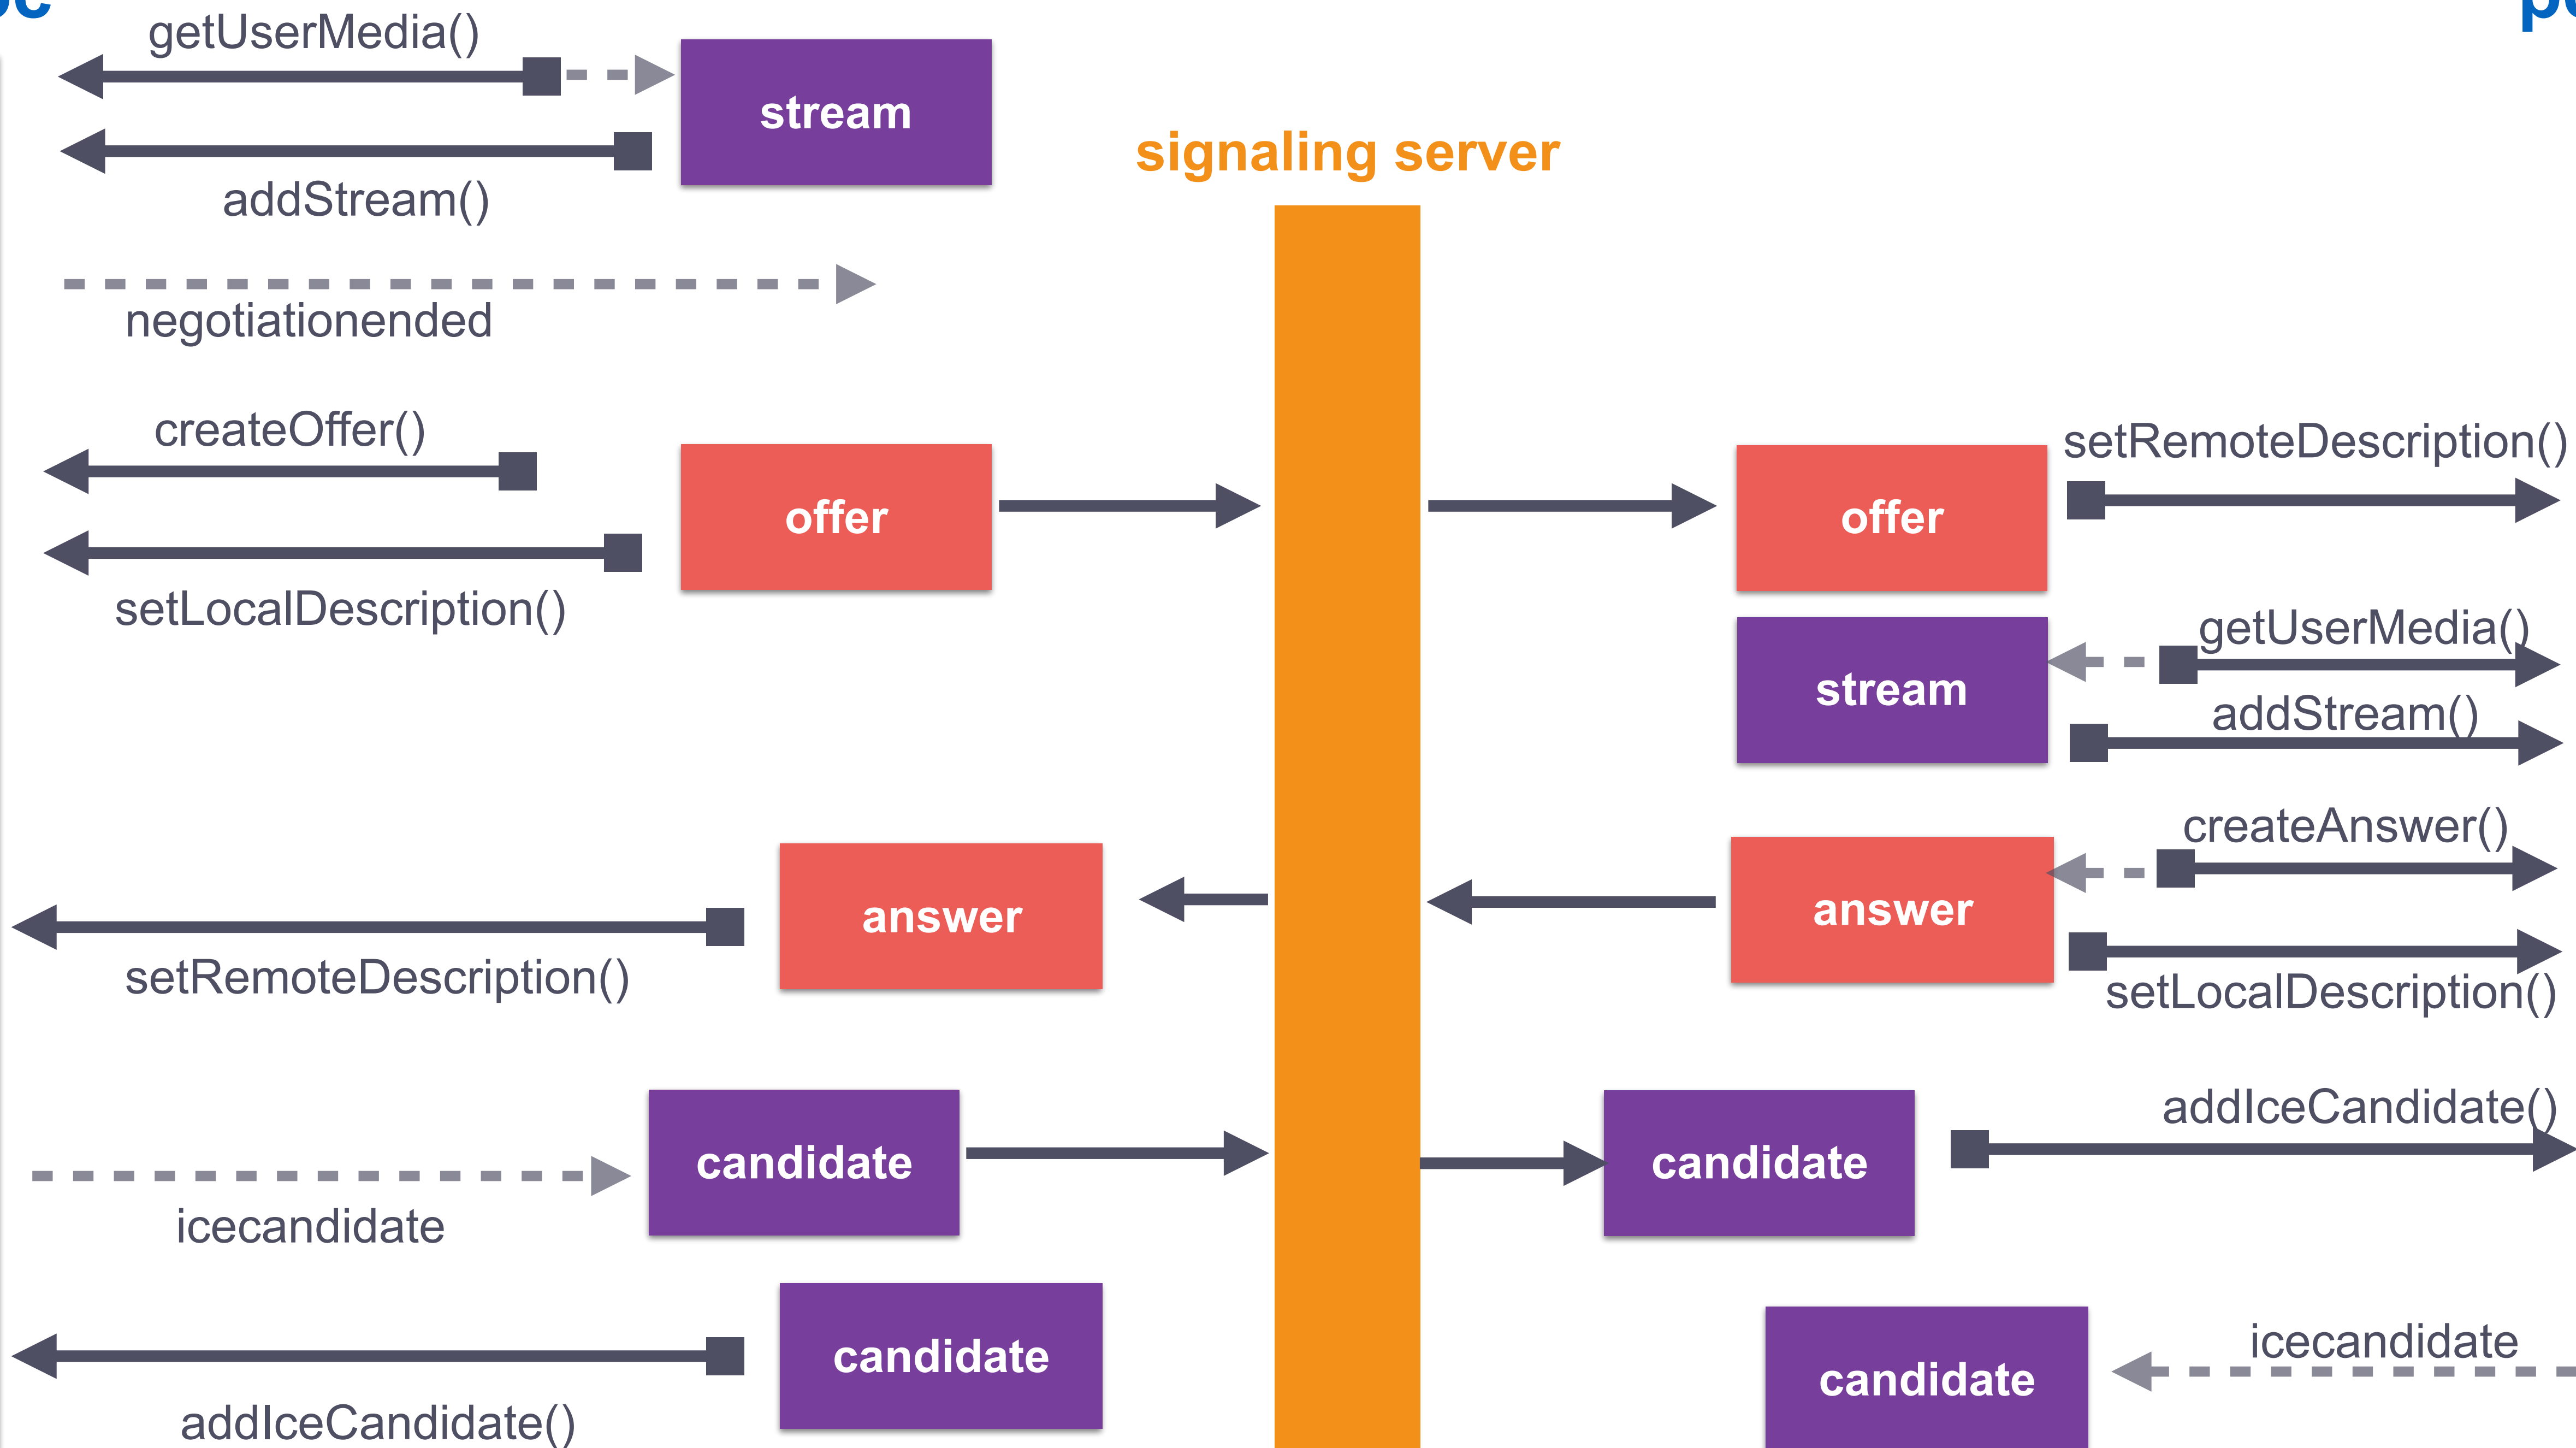 getUserMedia()
stream
addStream()
signaling server
negotiationended
createOffer()
offer
setLocalDescription()
offer
setRemoteDescription()
stream
getUserMedia()
addStream()
answer
setRemoteDescription()
answer
createAnswer()
setLocalDescription()
candidate
icecandidate
candidate
addIceCandidate()
candidate
addIceCandidate()
candidate
icecandidate